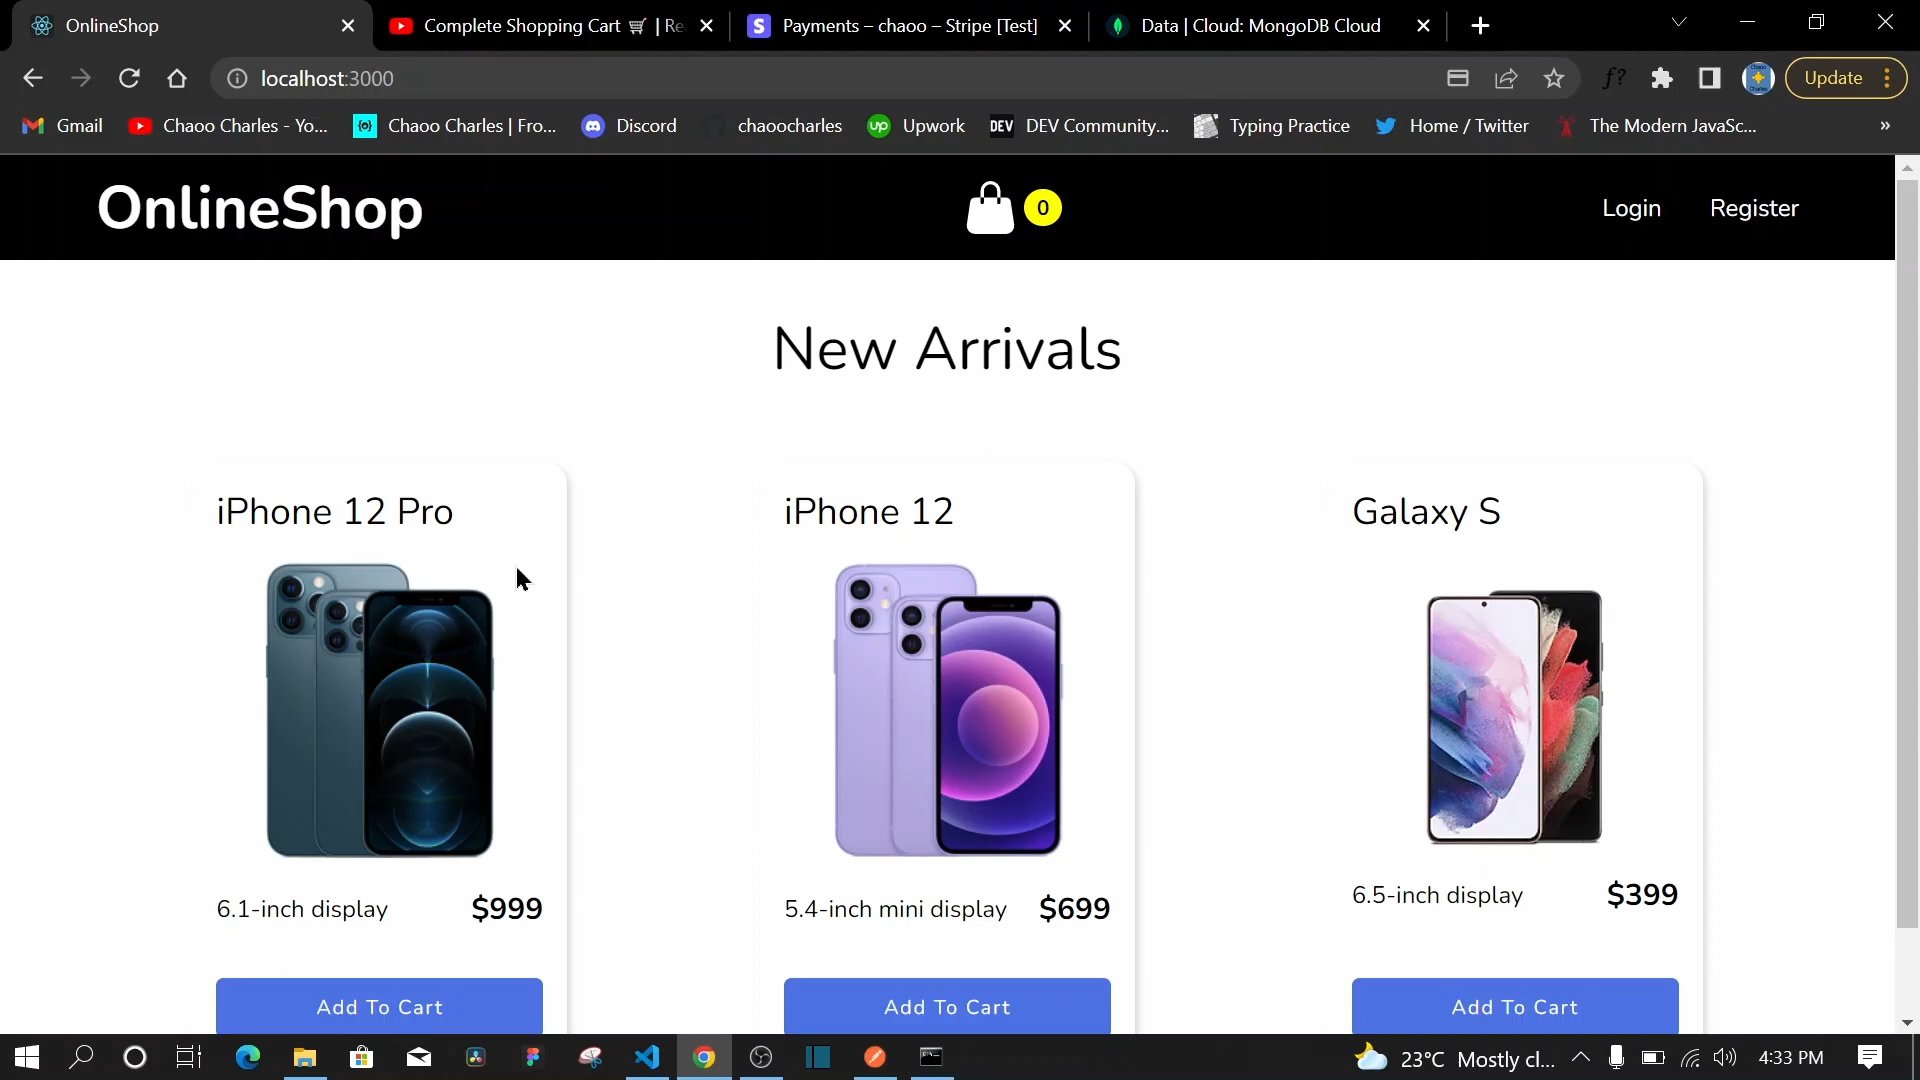 OnlineShop
Complete Shopping Cart 🛒 | Re
Payments – chaoo – Stripe [Test]
Data | Cloud: MongoDB Cloud
localhost:3000
f?
Update
Gmail
Chaoo Charles - Yo...
Chaoo Charles | Fro...
Discord
chaoocharles
up
Upwork
DEV
DEV Community...
Typing Practice
Home / Twitter
The Modern JavaSc...
»
OnlineShop
0
Login
Register
New Arrivals
iPhone 12 Pro
iPhone 12
Galaxy S
6.1-inch display
$999
5.4-inch mini display
$699
6.5-inch display
$399
Add To Cart
Add To Cart
Add To Cart
23°C Mostly cl...
4:33 PM